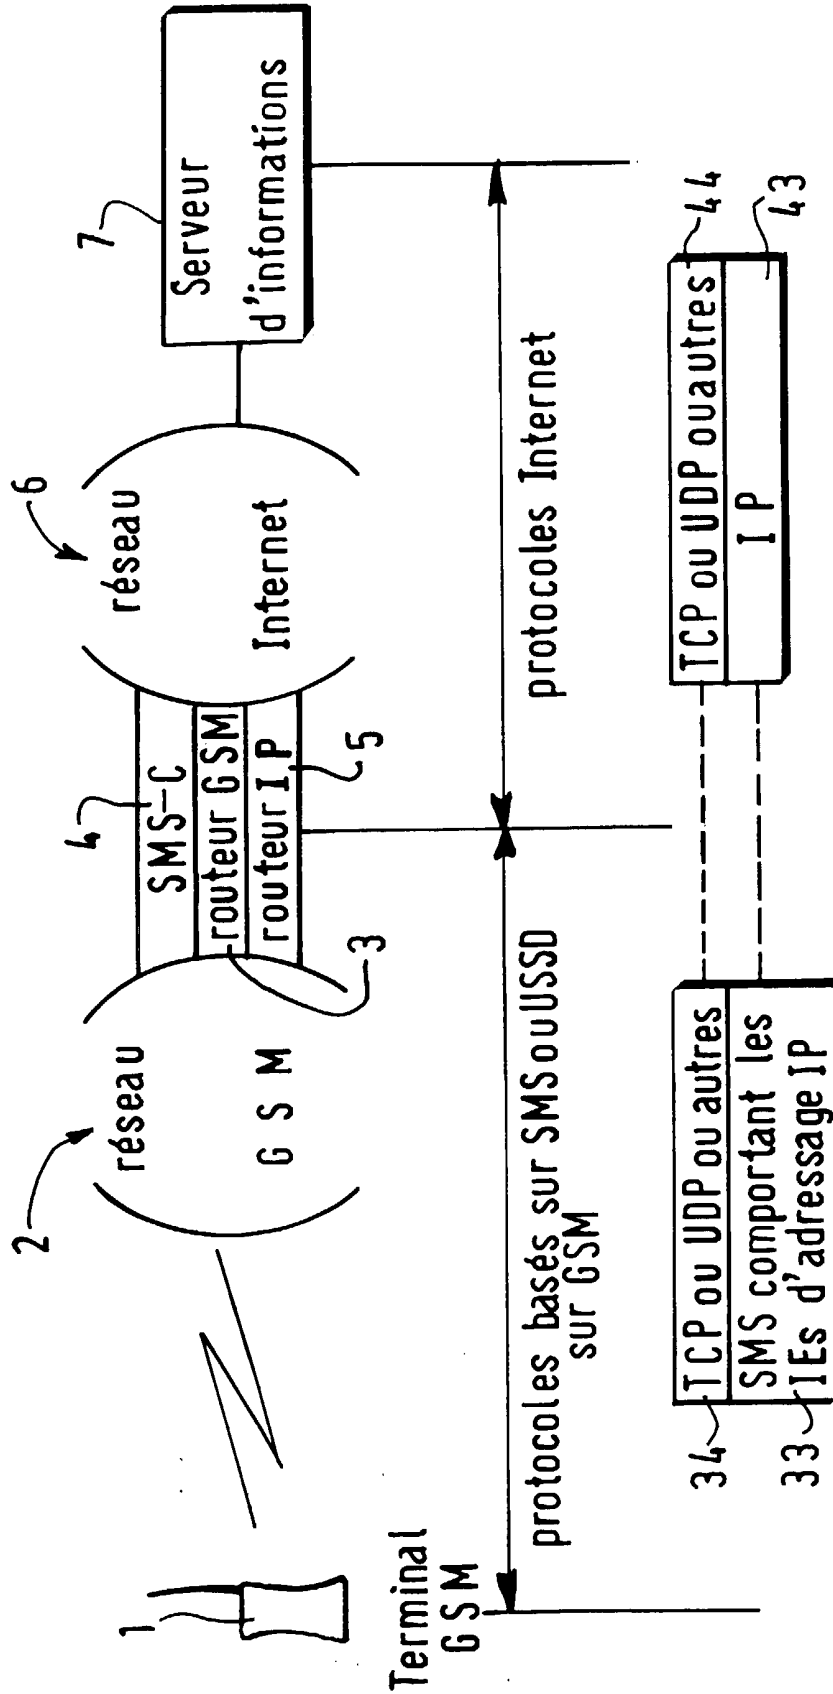 1
Terminal
GSM
2
réseau
GSM
3
4
SMS-C
routeur GSM
routeur IP
5
6
réseau
Internet
7
Serveur
d'informations
protocoles basés sur SMS ou USSD
sur GSM
protocoles Internet
34
TCP ou UDP ou autres
SMS comportant les
IEs d'adressage IP
33
TCP ou UDP ou autres
44
IP
43